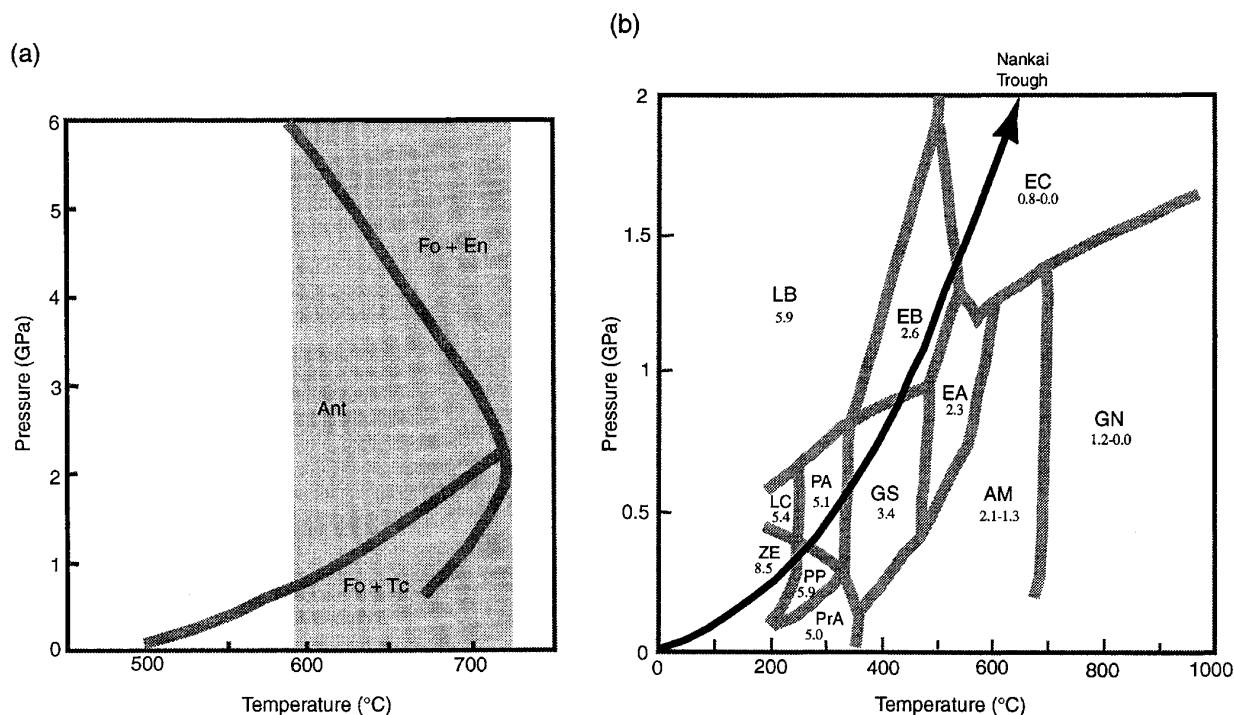 (a)
Pressure (GPa)
6
5
4
3
2
1
0
Fo + En
Ant
Fo + Tc
500
600
700
Temperature (°C)
(b)
Nankai
Trough
Pressure (GPa)
2
1.5
1
0.5
0
EC
0.8-0.0
LB
5.9
EB
2.6
EA
2.3
GN
1.2-0.0
PA
5.1
LC
5.4
GS
3.4
AM
2.1-1.3
ZE
8.5
PP
5.9
PrA
5.0
0
200
400
600
800
1000
Temperature (°C)